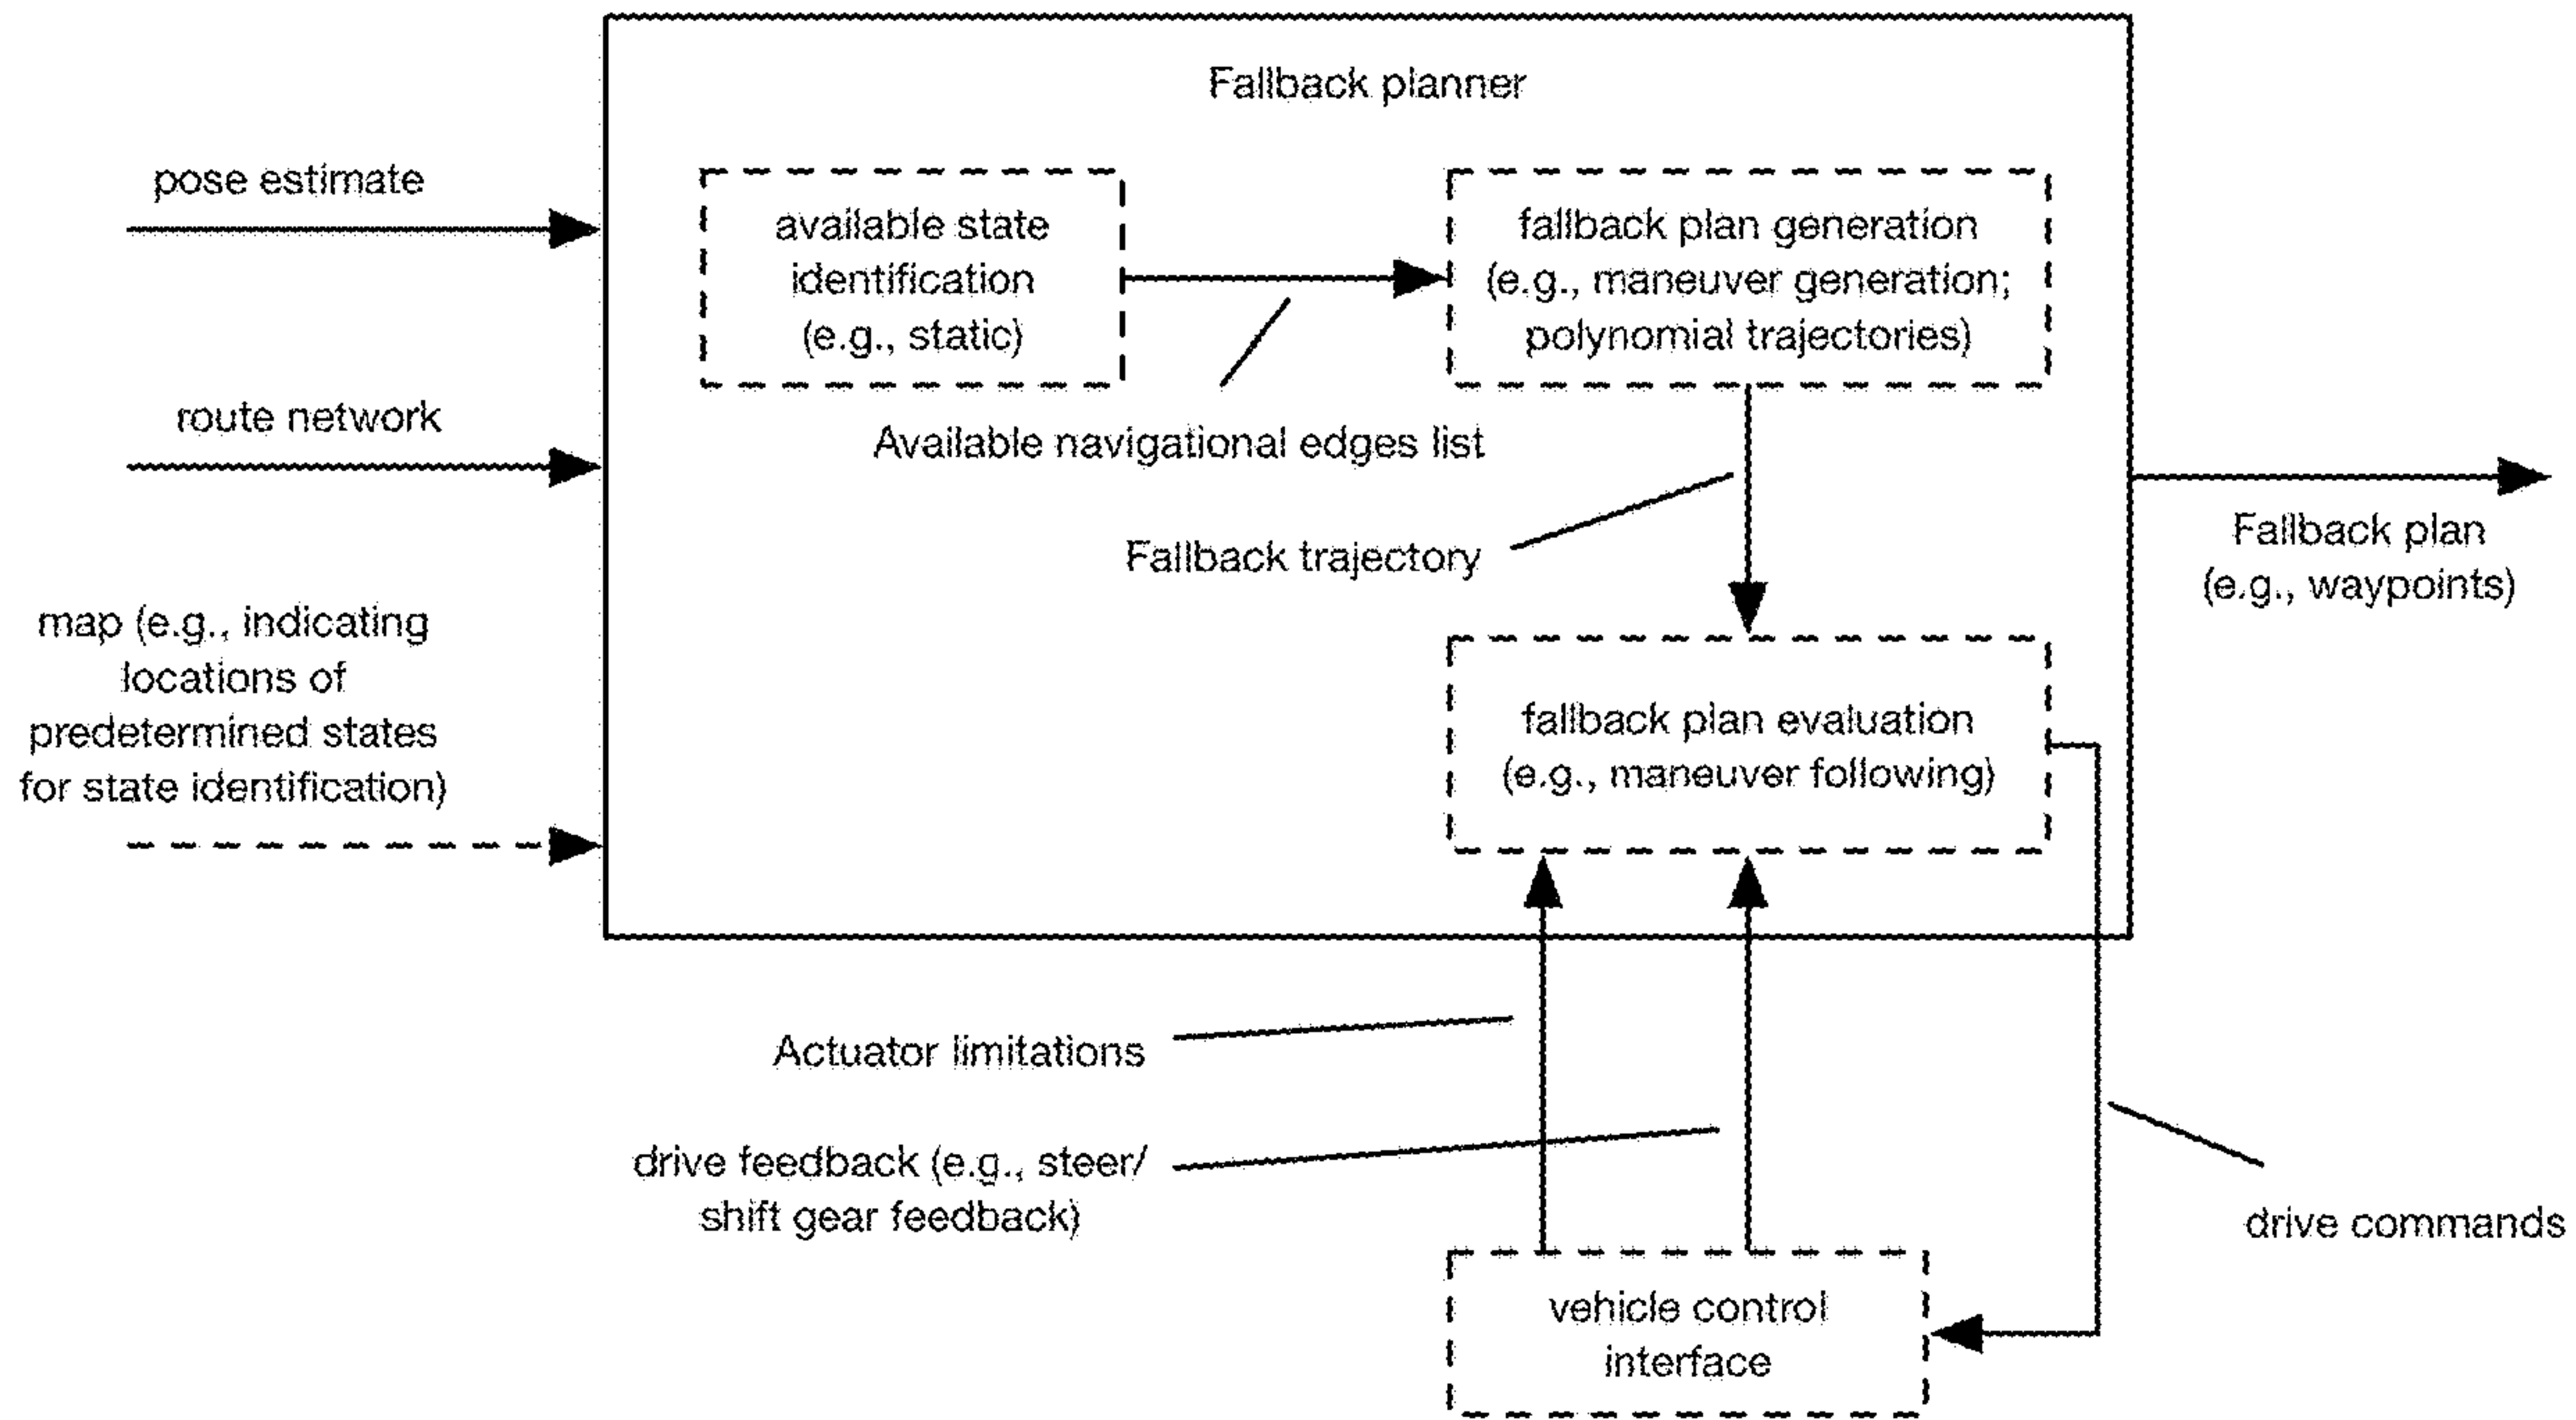 Fallback planner
pose estimate
available state
identification
(e.g., static)
fallback plan generation
(e.g., maneuver generation;
polynomial trajectories)
route network
Available navigational edges list
Fallback trajectory
Fallback plan
(e.g., waypoints)
map (e.g., indicating
locations of
predetermined states
for state identification)
fallback plan evaluation
(e.g., maneuver following)
Actuator limitations
drive feedback (e.g., steer/
shift gear feedback)
drive commands
vehicle control
interface